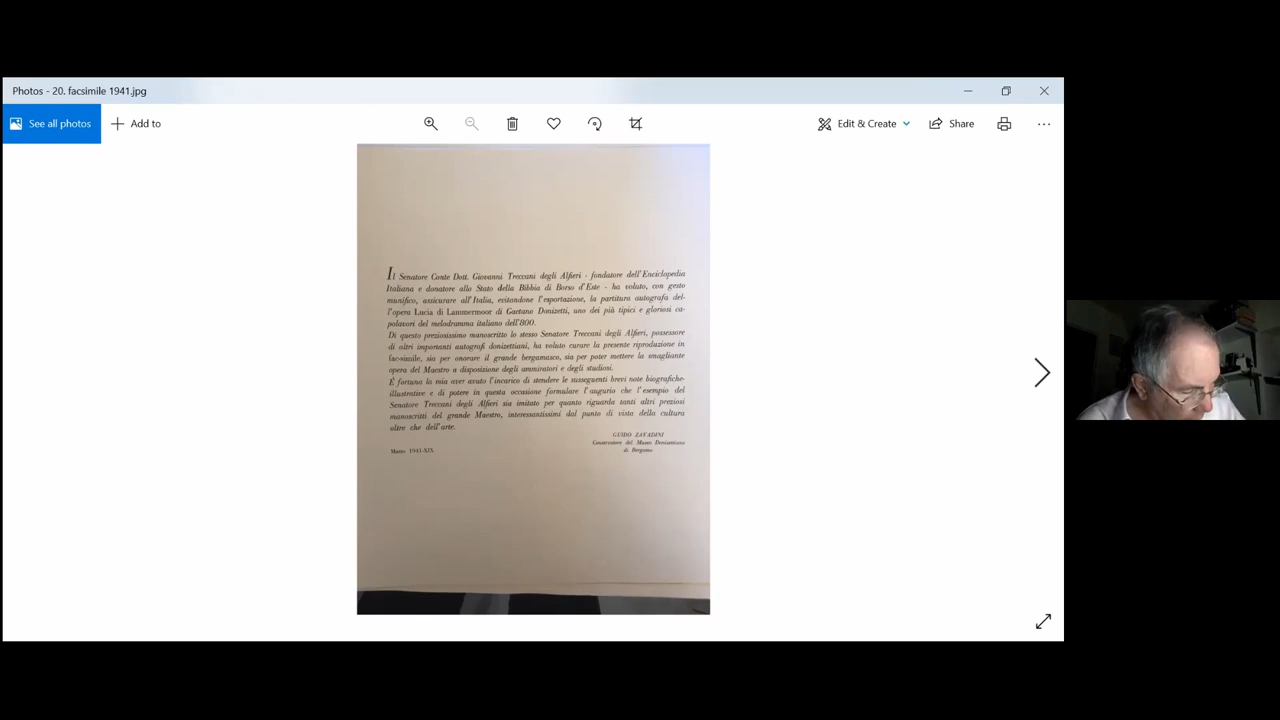 Photos - 20. facsimile 1941.jpg
See all photos
Add to
Edit & Create
Share
Il Senatore Conte Dott. Giovanni Treccani degli Alfieri - fondatore dell'Enciclopedia
Italiana e donatore allo Stato della Bibbia di Borso d'Este - ha voluto, con gesto
munifico, assicurare all'Italia, evitandone l'esportazione, la partitura autografa del-
l'opera Lucia di Lammermoor di Gaetano Donizetti, uno dei più tipici e gloriosi ca-
polavori del melodramma italiano dell'800.
Di questo preziosissimo manoscritto lo stesso Senatore Treccani degli Alfieri, possessore
di altri importanti autografi donizettiani, ha voluto curare la presente riproduzione in
fac-simile, sia per onorare il grande bergamasco, sia per poter mettere la smagliante
opera del Maestro a disposizione degli ammiratori e degli studiosi.
È fortuna la mia aver avuto l'incarico di stendere le susseguenti brevi note biografiche-
illustrative e di potere in questa occasione formulare l'augurio che l'esempio del
Senatore Treccani degli Alfieri sia imitato per quanto riguarda tanti altri preziosi
manoscritti del grande Maestro, interessantissimi dal punto di vista della cultura
oltre che dell'arte.
GUIDO ZAVADINI
Conservatore del Museo Donizettiano
di Bergamo
Marzo 1941-XIX